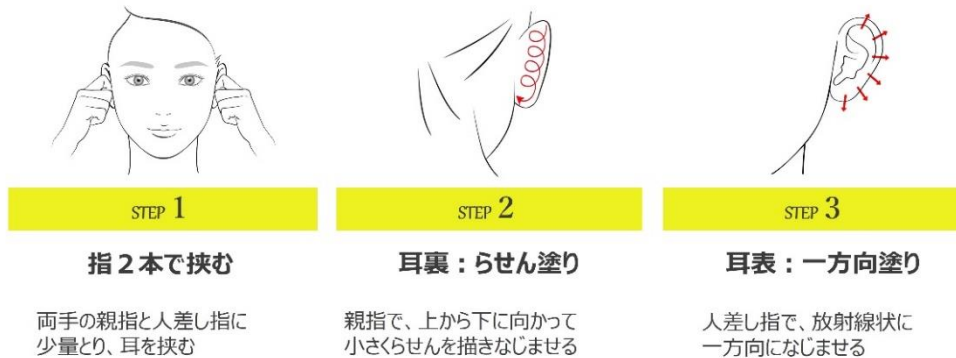 STEP 1
指２本で挟む
両手の親指と人差し指に
少量とり、耳を挟む
STEP 2
耳裏：らせん塗り
親指で、上から下に向かって
小さくらせんを描きなじませる
STEP 3
耳表：一方向塗り
人差し指で、放射線状に
一方向になじませる